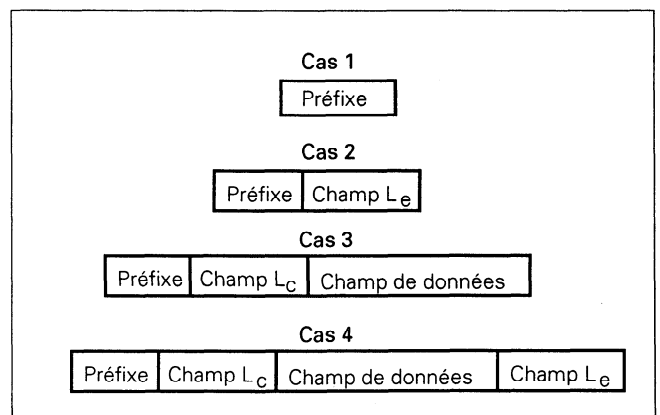 Cas 1
Préfixe
Cas 2
Préfixe Champ Le
Cas 3
Préfixe Champ Lc Champ de données
Cas 4
Préfixe Champ Lc Champ de données Champ Le